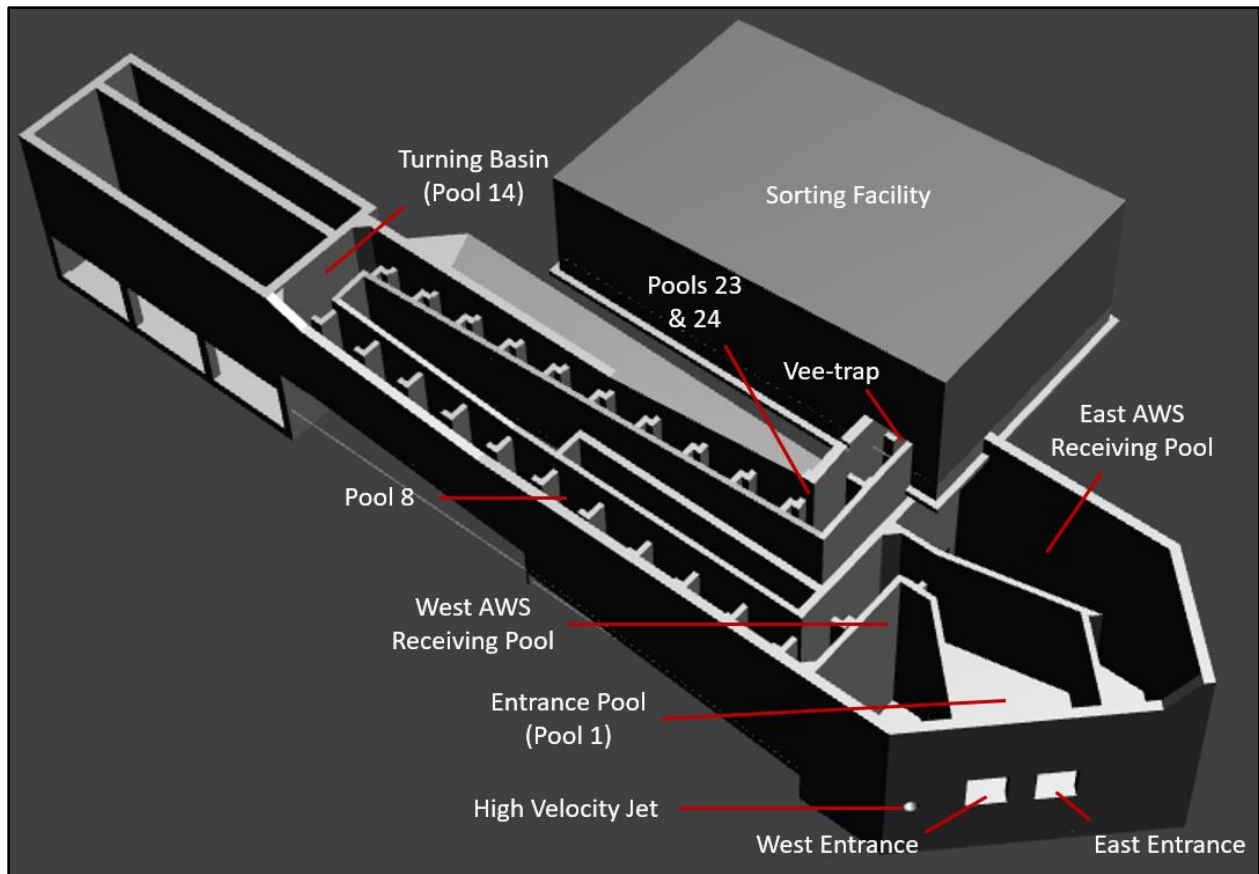 Turning Basin
(Pool 14)
Sorting Facility
Pools 23
& 24
Vee-trap
East AWS
Receiving Pool
Pool 8
West AWS
Receiving Pool
Entrance Pool
(Pool 1)
High Velocity Jet
West Entrance
East Entrance